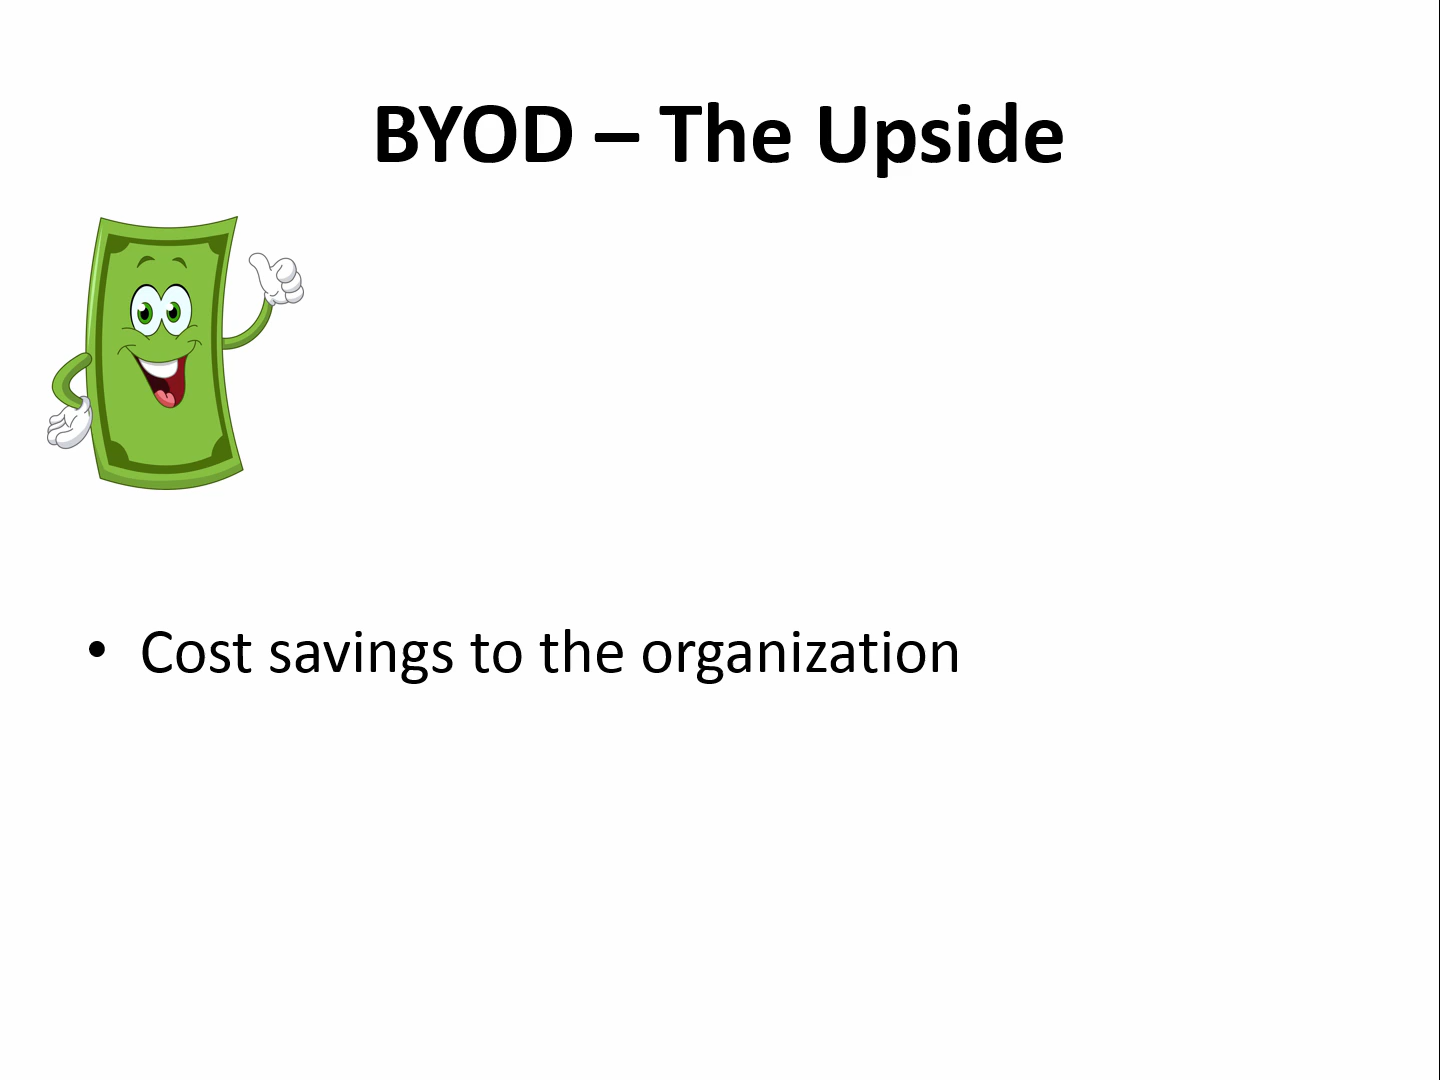 BYOD – The Upside
• Cost savings to the organization